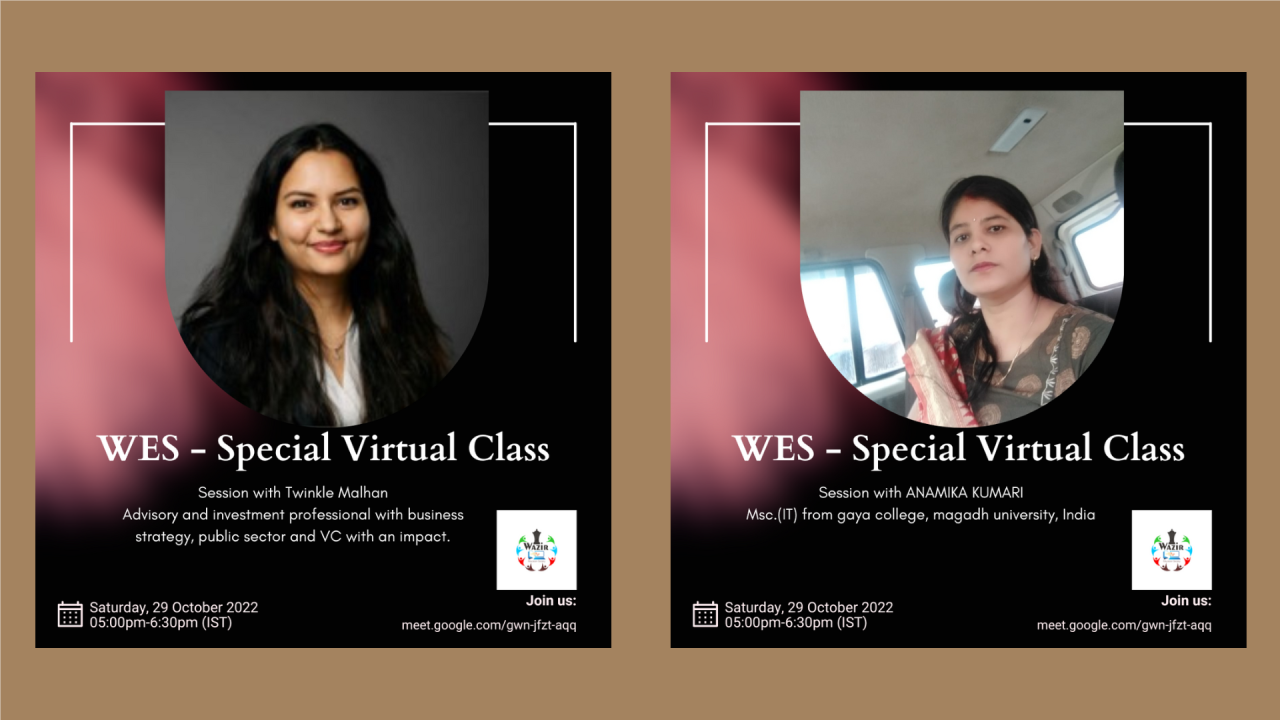 WES - Special Virtual Class
Session with Twinkle Malhan
Advisory and investment professional with business
strategy, public sector and VC with an impact.
WAZIR
Saturday, 29 October 2022
05:00pm-6:30pm (IST)
Join us:
meet.google.com/gwn-jfzt-aqq
WES - Special Virtual Class
Session with ANAMIKA KUMARI
Msc.(IT) from gaya college, magadh university, India
WAZIR
Saturday, 29 October 2022
05:00pm-6:30pm (IST)
Join us:
meet.google.com/gwn-jfzt-aqq